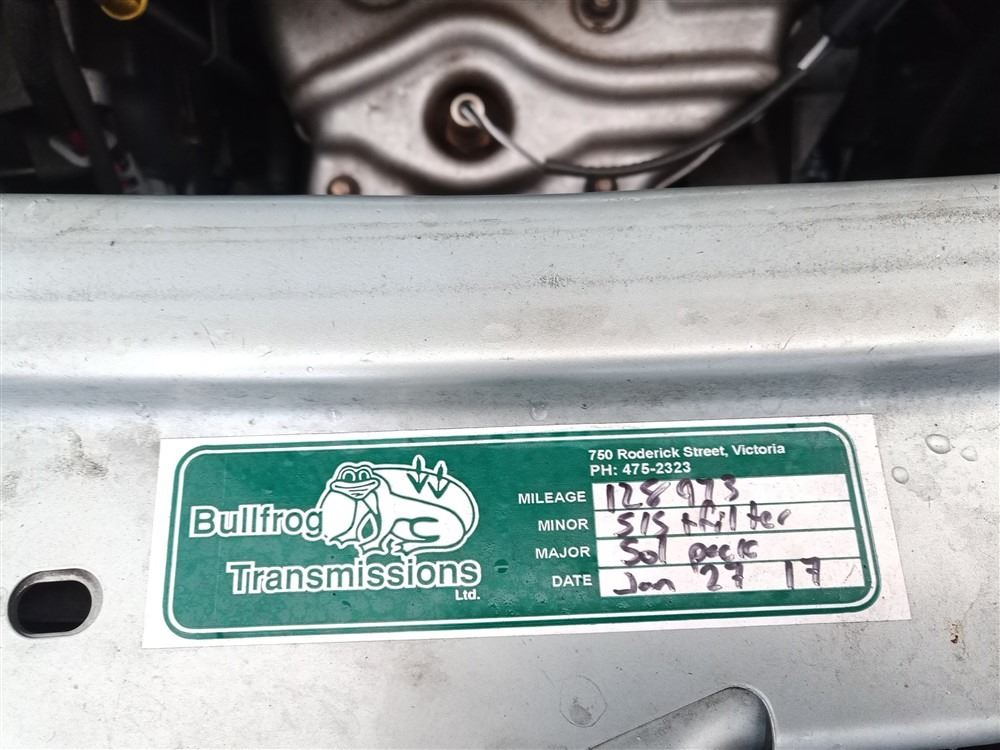 750 Roderick Street, Victoria
PH: 475-2323
Bullfrog
Transmissions
Ltd.
MILEAGE 128973
MINOR SIS + filter
MAJOR Sol pack
DATE Jan 27 17